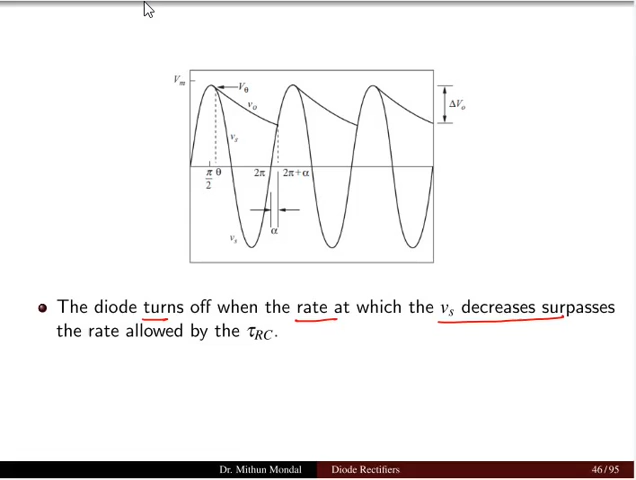 Vm
Vθ
vo
ΔVo
vs
π
2
θ
2π
2π+α
α
vs
The diode turns off when the rate at which the vs decreases surpasses
the rate allowed by the τRC.
Dr. Mithun Mondal Diode Rectifiers 46 / 95